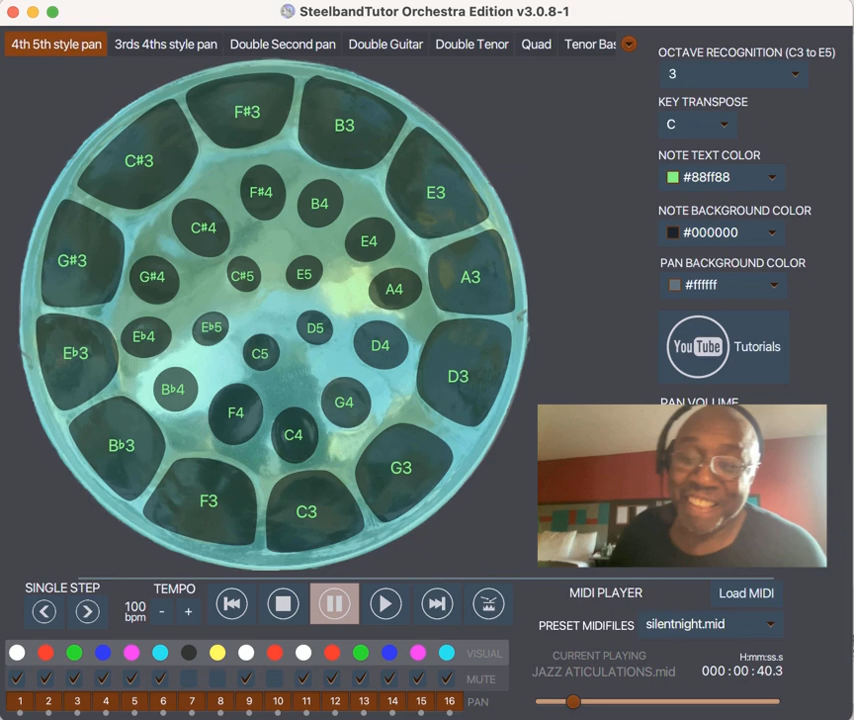 SteelbandTutor Orchestra Edition v3.0.8-1
4th 5th style pan 3rds 4ths style pan Double Second pan Double Guitar Double Tenor Quad Tenor Bas
OCTAVE RECOGNITION (C3 to E5)
3
KEY TRANSPOSE
C
NOTE TEXT COLOR
#88ff88
NOTE BACKGROUND COLOR
#000000
PAN BACKGROUND COLOR
#ffffff
YouTube Tutorials
F#3
B3
C#3
E3
F#4
B4
C#4
E4
G#3
G#4
C#5
E5
A4
A3
E♭3
E♭4
E♭5
D5
D4
C5
D3
B♭4
F4
G4
C4
B♭3
G3
F3
C3
SINGLE STEP
TEMPO
100
bpm
- +
MIDI PLAYER
Load MIDI
PRESET MIDIFILES
silentnight.mid
VISUAL
CURRENT PLAYING
H:mm:ss.s
MUTE
JAZZ ATICULATIONS.mid
000 : 00 : 40.3
1 2 3 4 5 6 7 8 9 10 11 12 13 14 15 16 PAN